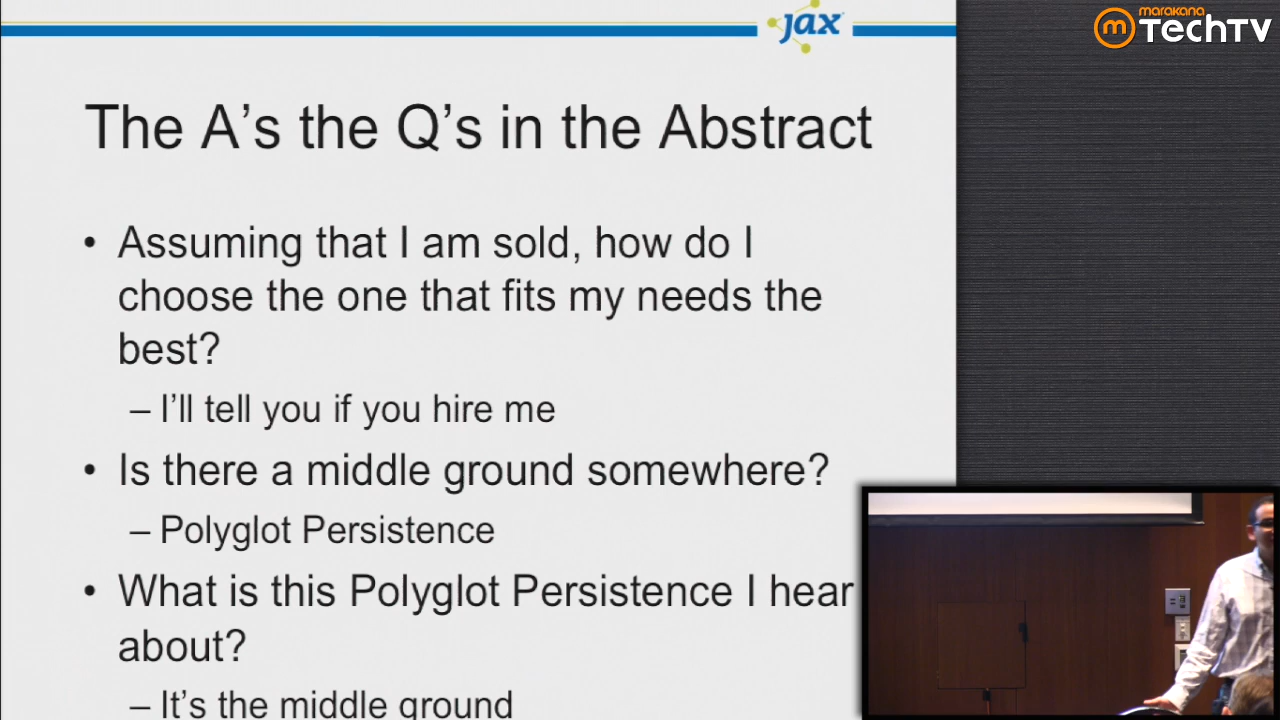 jax
marakana
m TechTV
The A's the Q's in the Abstract
• Assuming that I am sold, how do I
choose the one that fits my needs the
best?
– I'll tell you if you hire me
• Is there a middle ground somewhere?
– Polyglot Persistence
• What is this Polyglot Persistence I hear
about?
– It's the middle ground